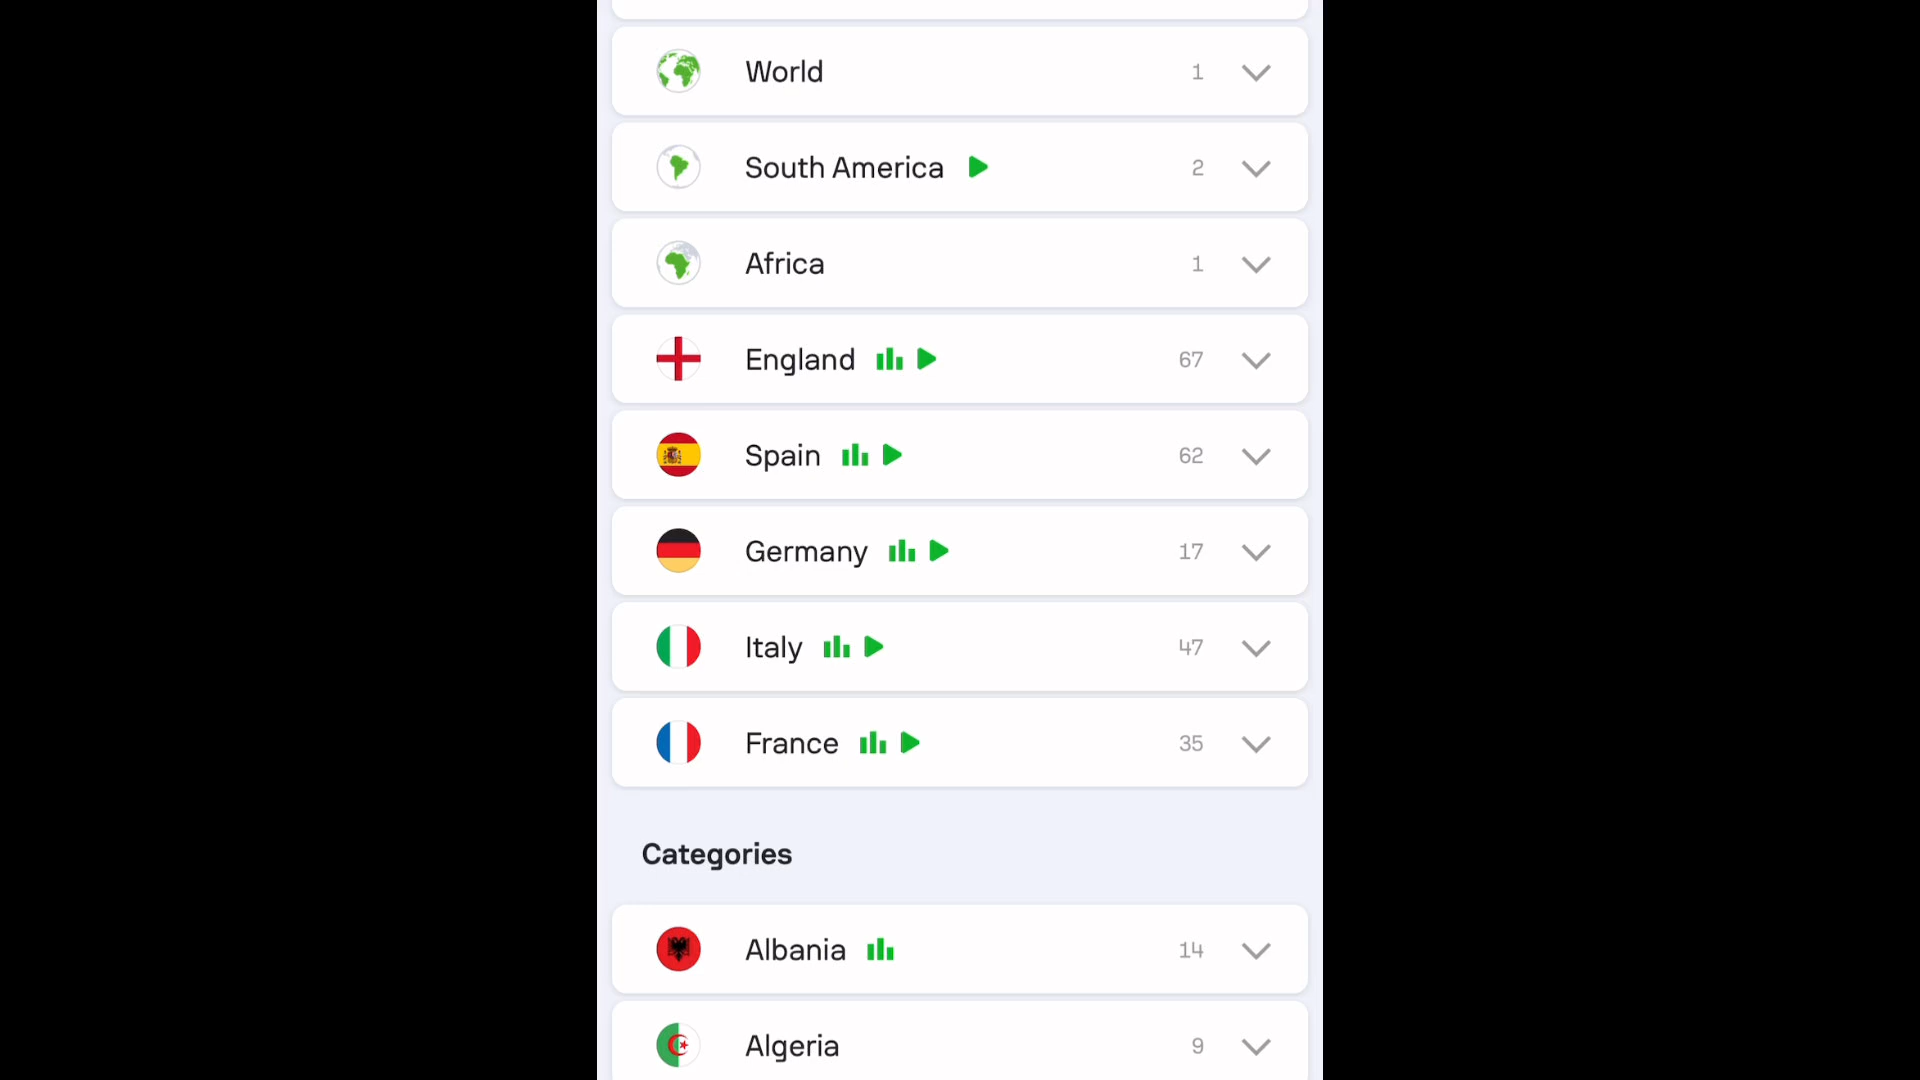 World 1
South America 2
Africa 1
England 67
Spain 62
Germany 17
Italy 47
France 35
Categories
Albania 14
Algeria 9